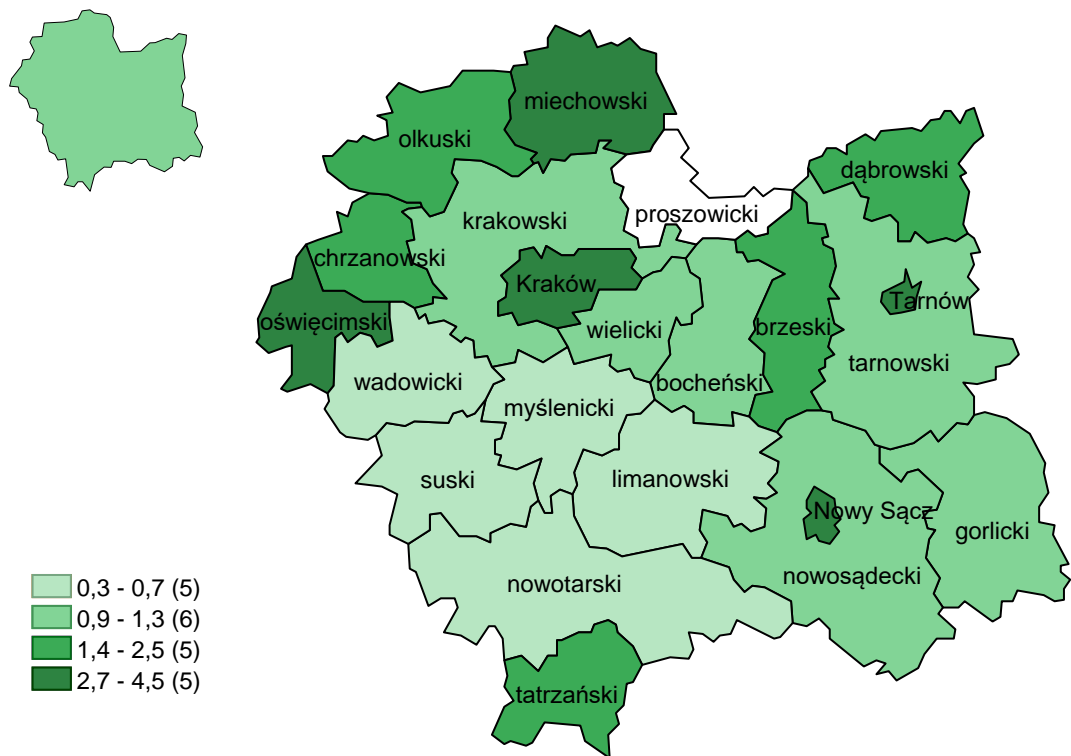 miechowski
olkuski
dąbrowski
proszowicki
krakowski
chrzanowski
Kraków
Tarnów
oświęcimski
wielicki
brzeski
tarnowski
wadowicki
bocheński
myślenicki
suski
limanowski
Nowy Sącz
gorlicki
nowotarski
nowosądecki
tatrzański
0,3 - 0,7 (5)
0,9 - 1,3 (6)
1,4 - 2,5 (5)
2,7 - 4,5 (5)